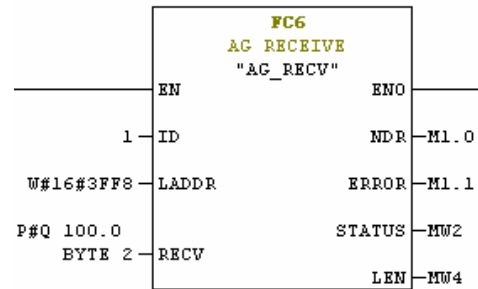 FC6
AG RECEIVE
"AG_RECV"
EN ENO
1 ID NDR M1.0
W#16#3FF8 LADDR ERROR M1.1
P#Q 100.0 STATUS MW2
BYTE 2 RECV
LEN MW4